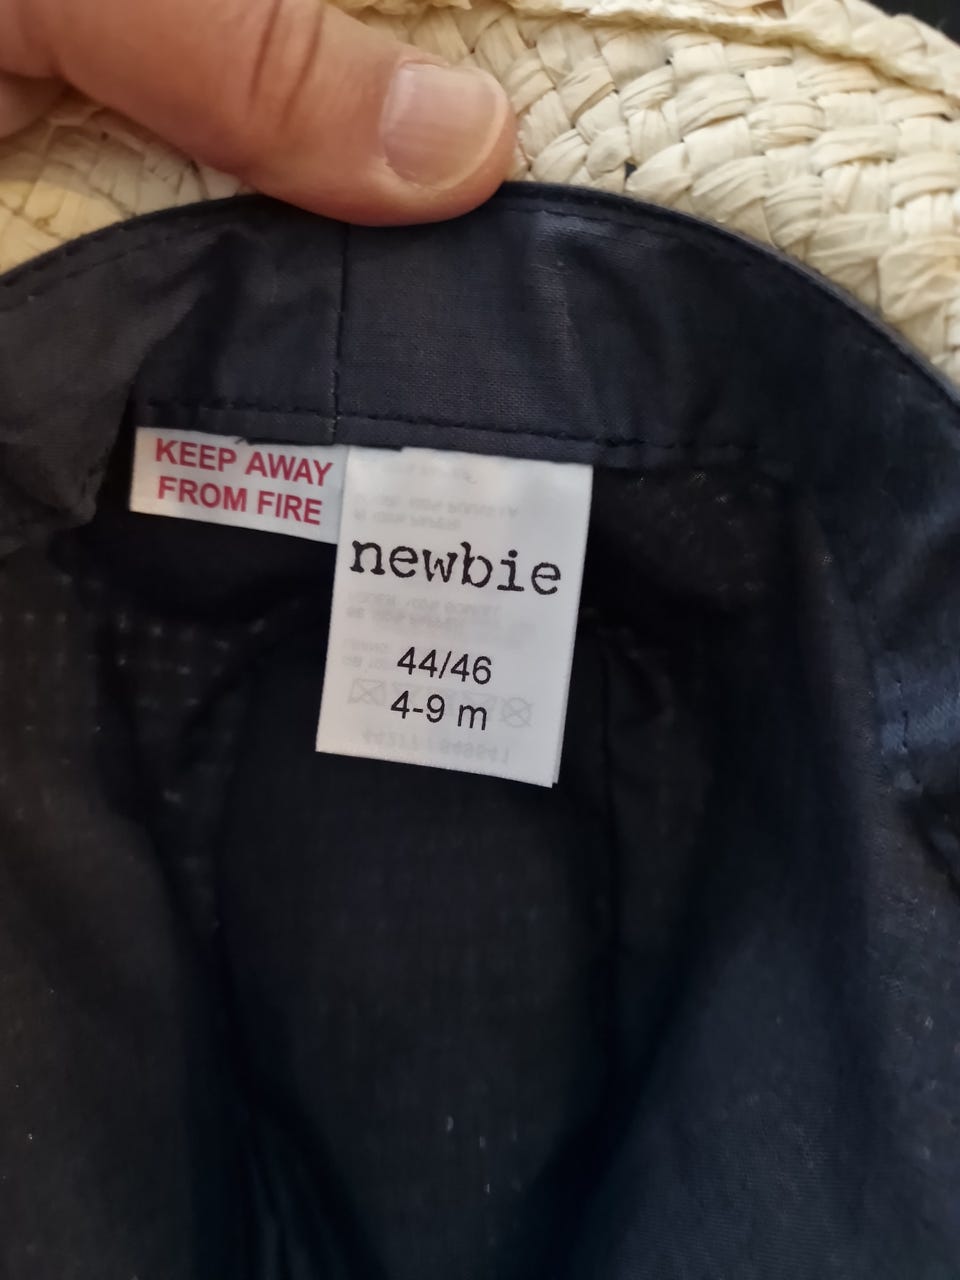 KEEP AWAY
FROM FIRE
newbie
44/46
4-9 m